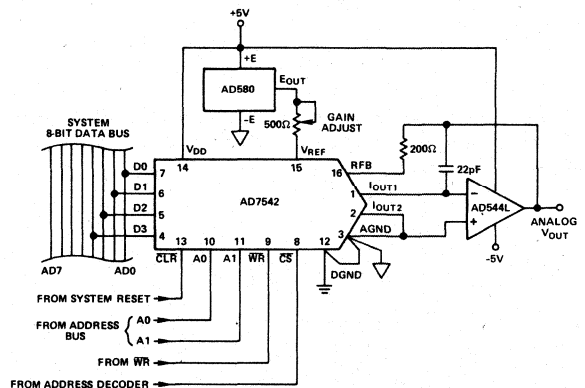 +5V
+E
AD580
EOUT
-E
500Ω
GAIN
ADJUST
SYSTEM
8-BIT DATA BUS
VDD
VREF
200Ω
22pF
14
15
16
RFB
D0
7
D1
6
D2
5
D3
4
AD7542
1
IOUT1
2
IOUT2
3
AGND
-
+
AD544L
ANALOG
VOUT
-5V
13
10
11
9
8
12
AD7
AD0
CLR
A0
A1
WR
CS
DGND
FROM SYSTEM RESET
FROM ADDRESS
BUS
A0
A1
FROM WR
FROM ADDRESS DECODER